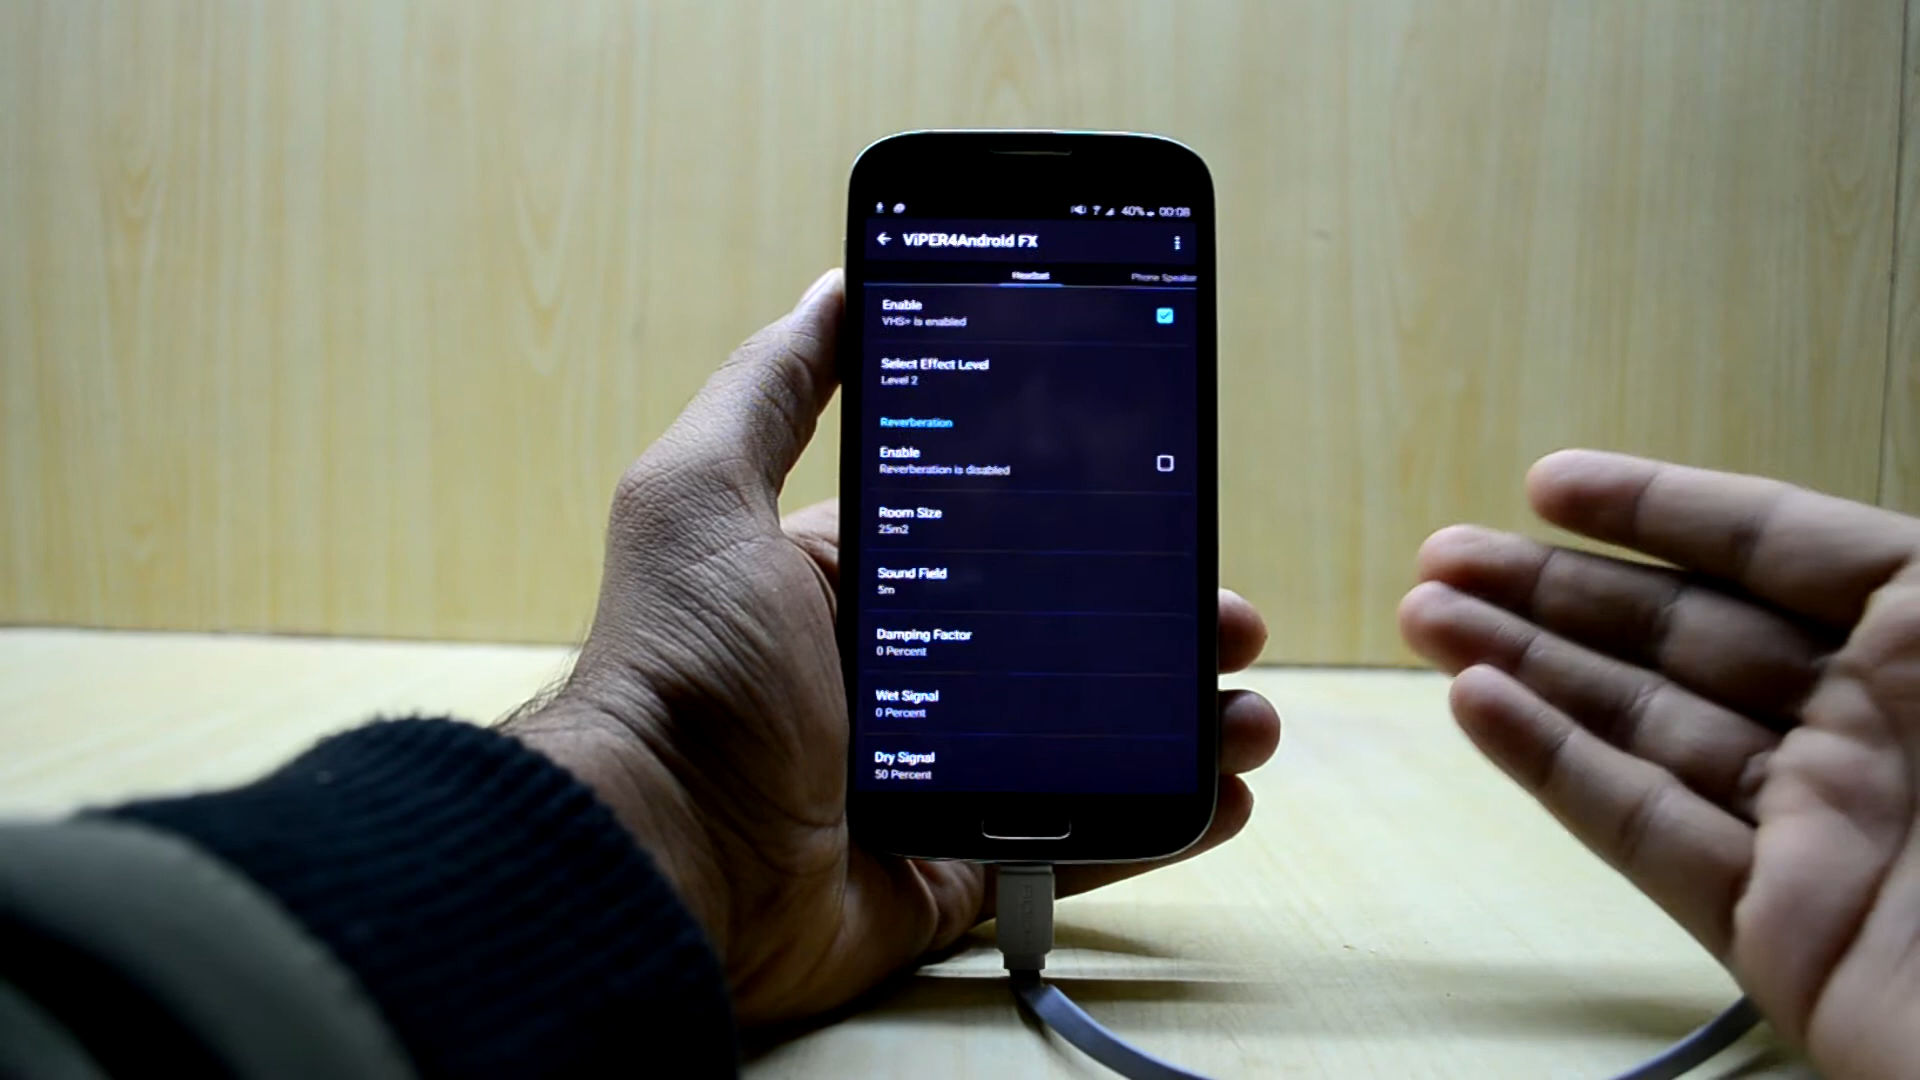 40% 00:08
ViPER4Android FX
Headset
Phone Speaker
Enable
VHS+ is enabled
Select Effect Level
Level 2
Reverberation
Enable
Reverberation is disabled
Room Size
25m2
Sound Field
5m
Damping Factor
0 Percent
Wet Signal
0 Percent
Dry Signal
50 Percent